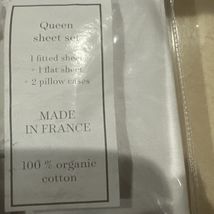 Queen
sheet set
1 fitted sheet
- 1 flat sheet
- 2 pillow cases
MADE
IN FRANCE
100 % organic
cotton